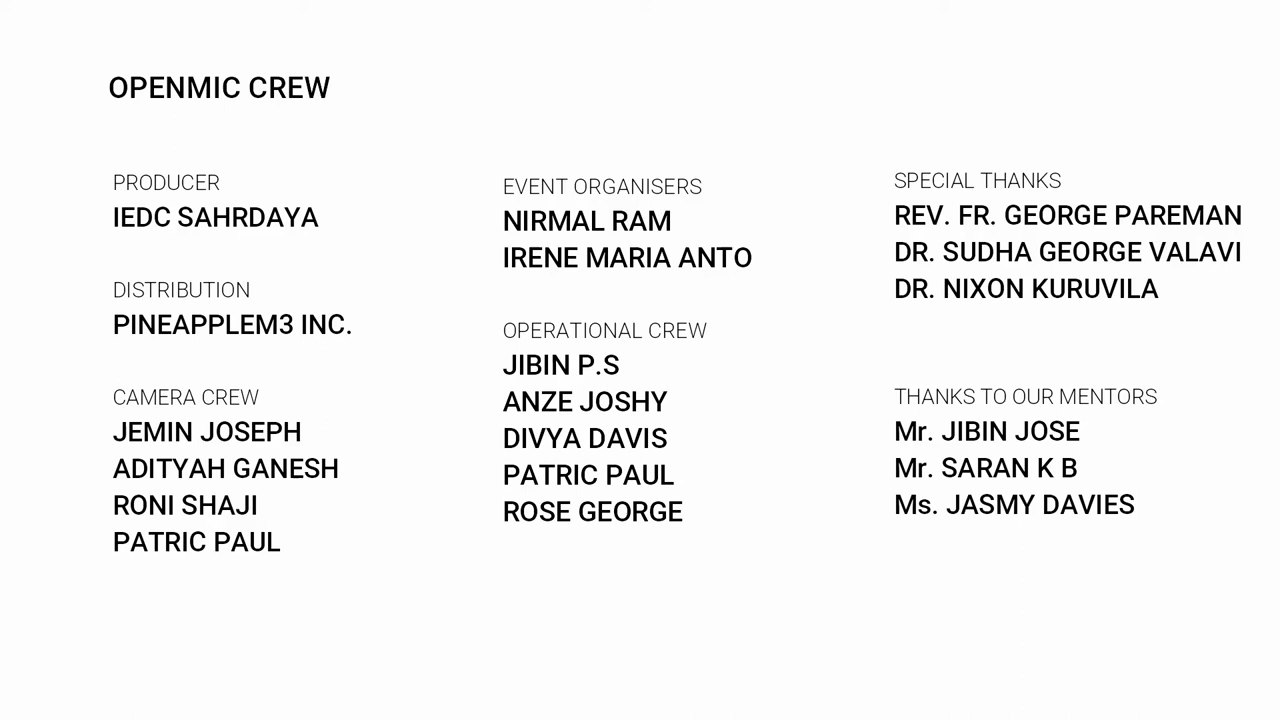 OPENMIC CREW
PRODUCER
IEDC SAHRDAYA
DISTRIBUTION
PINEAPPLEM3 INC.
CAMERA CREW
JEMIN JOSEPH
ADITYAH GANESH
RONI SHAJI
PATRIC PAUL
EVENT ORGANISERS
NIRMAL RAM
IRENE MARIA ANTO
OPERATIONAL CREW
JIBIN P.S
ANZE JOSHY
DIVYA DAVIS
PATRIC PAUL
ROSE GEORGE
SPECIAL THANKS
REV. FR. GEORGE PAREMAN
DR. SUDHA GEORGE VALAVI
DR. NIXON KURUVILA
THANKS TO OUR MENTORS
Mr. JIBIN JOSE
Mr. SARAN K B
Ms. JASMY DAVIES